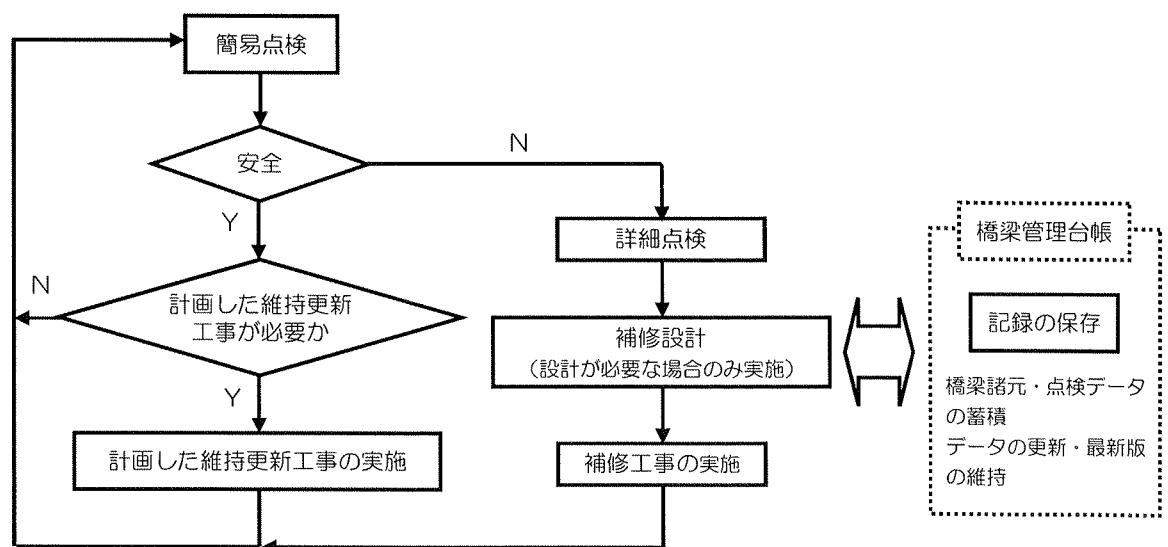 簡易点検
安全
N
Y
詳細点検
橋梁管理台帳
N
計画した維持更新
工事が必要か
補修設計
(設計が必要な場合のみ実施)
記録の保存
Y
橋梁諸元・点検データ
の蓄積
データの更新・最新版
の維持
計画した維持更新工事の実施
補修工事の実施